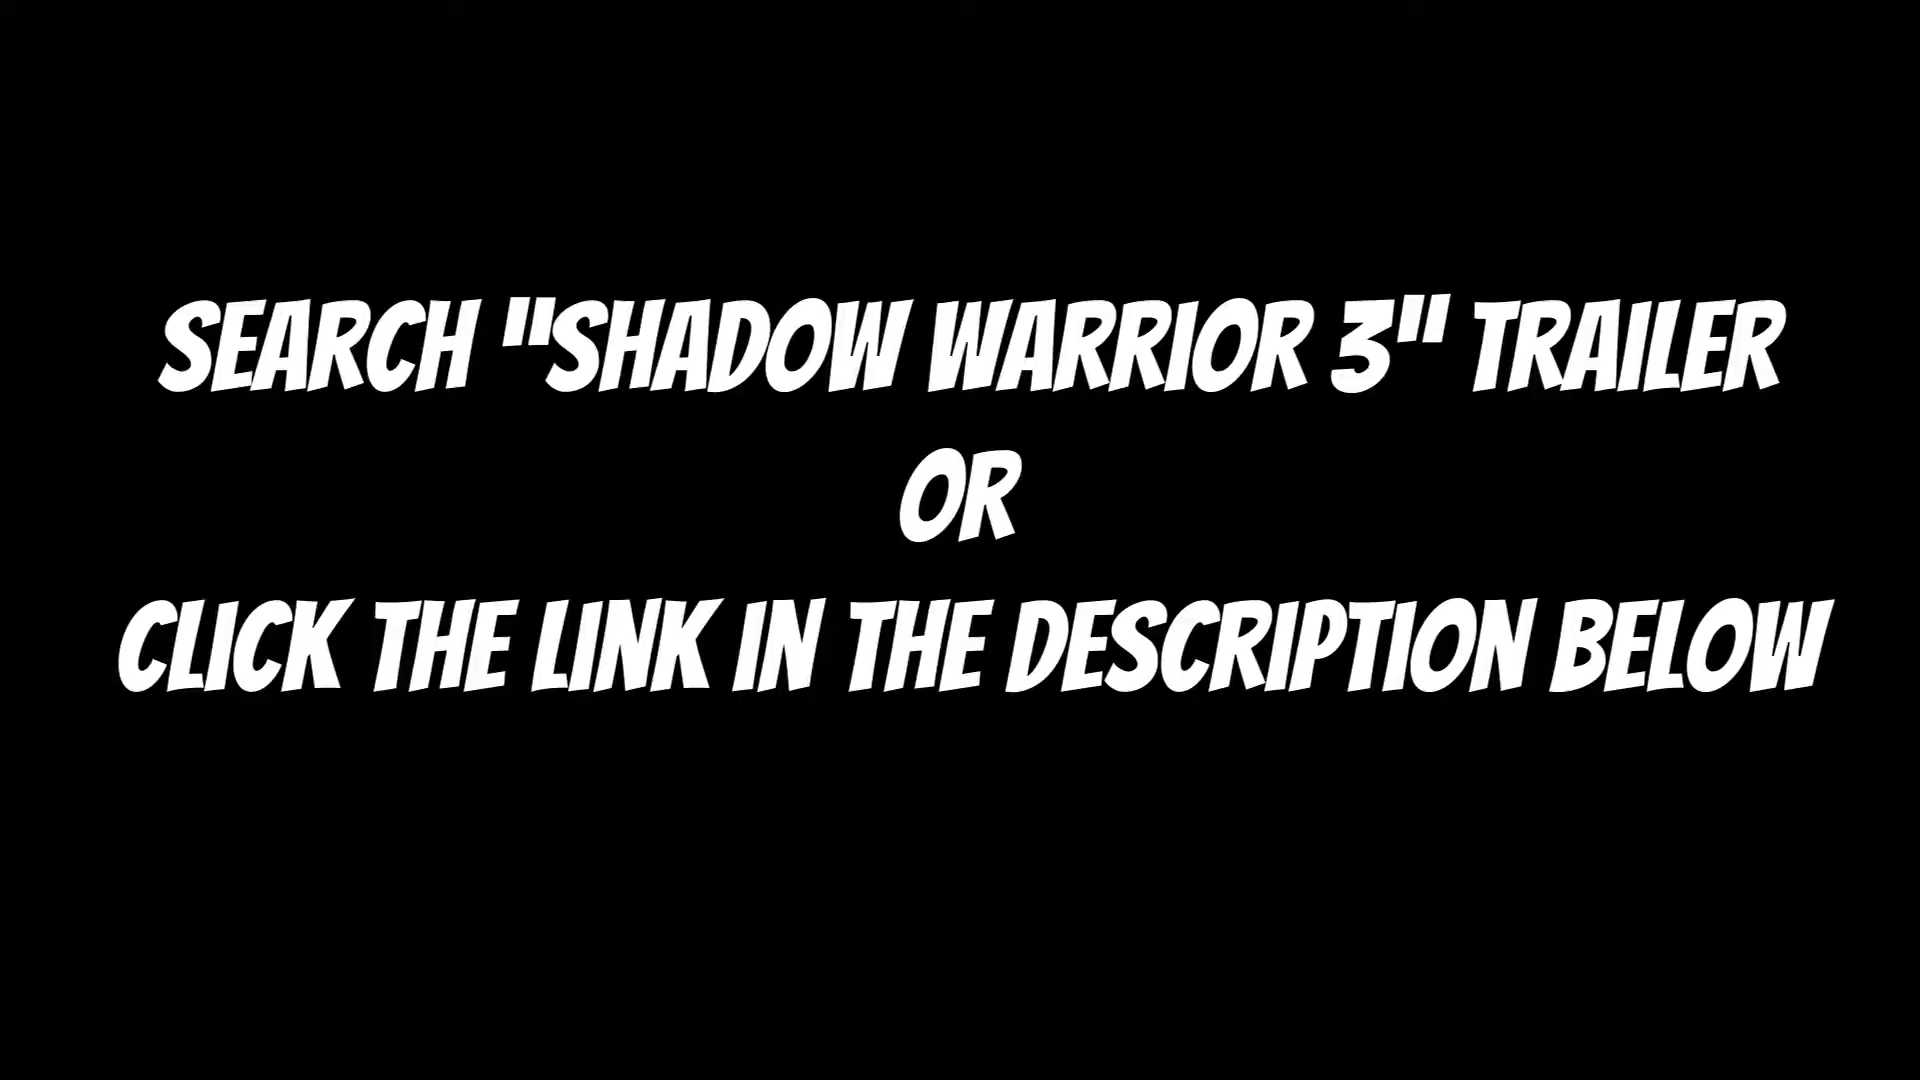 SEARCH "SHADOW WARRIOR 3" TRAILER
OR
CLICK THE LINK IN THE DESCRIPTION BELOW